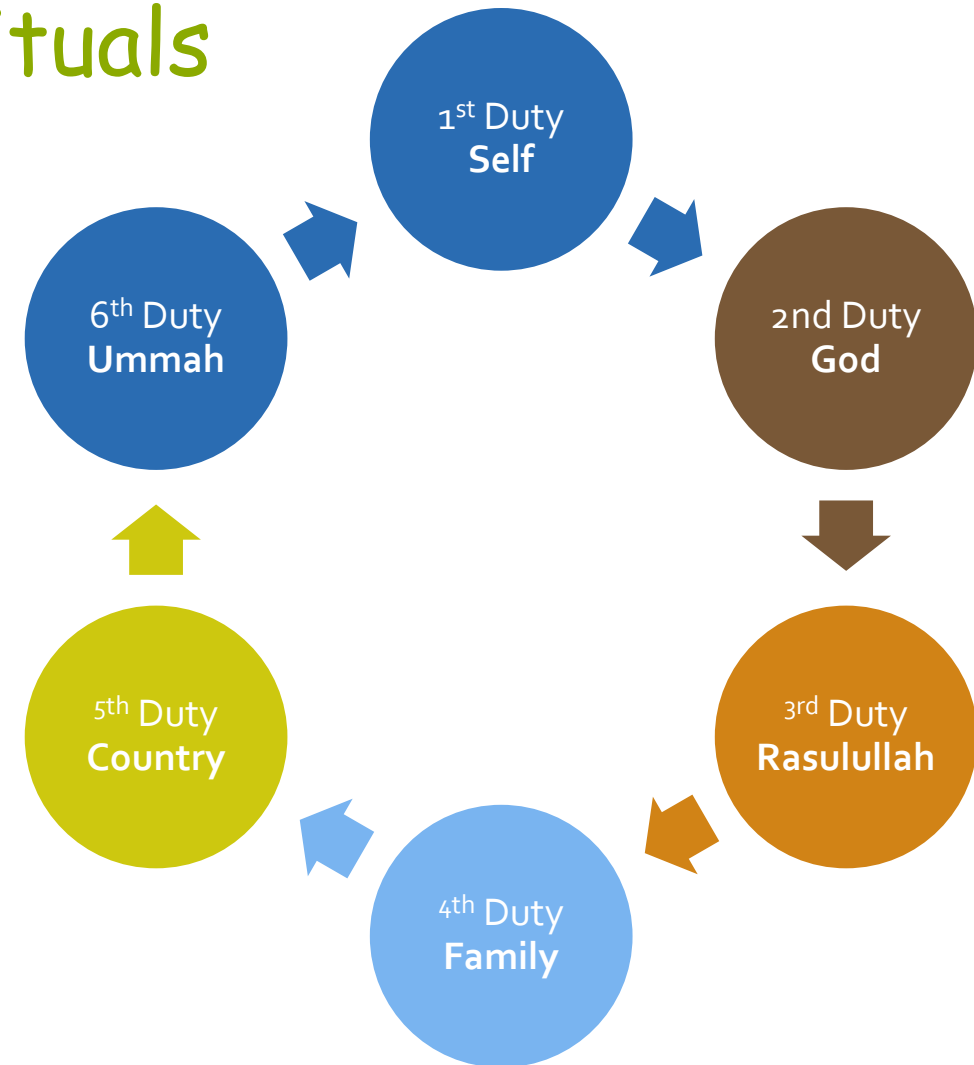 tuals
1st Duty
Self
2nd Duty
God
3rd Duty
Rasulullah
4th Duty
Family
5th Duty
Country
6th Duty
Ummah